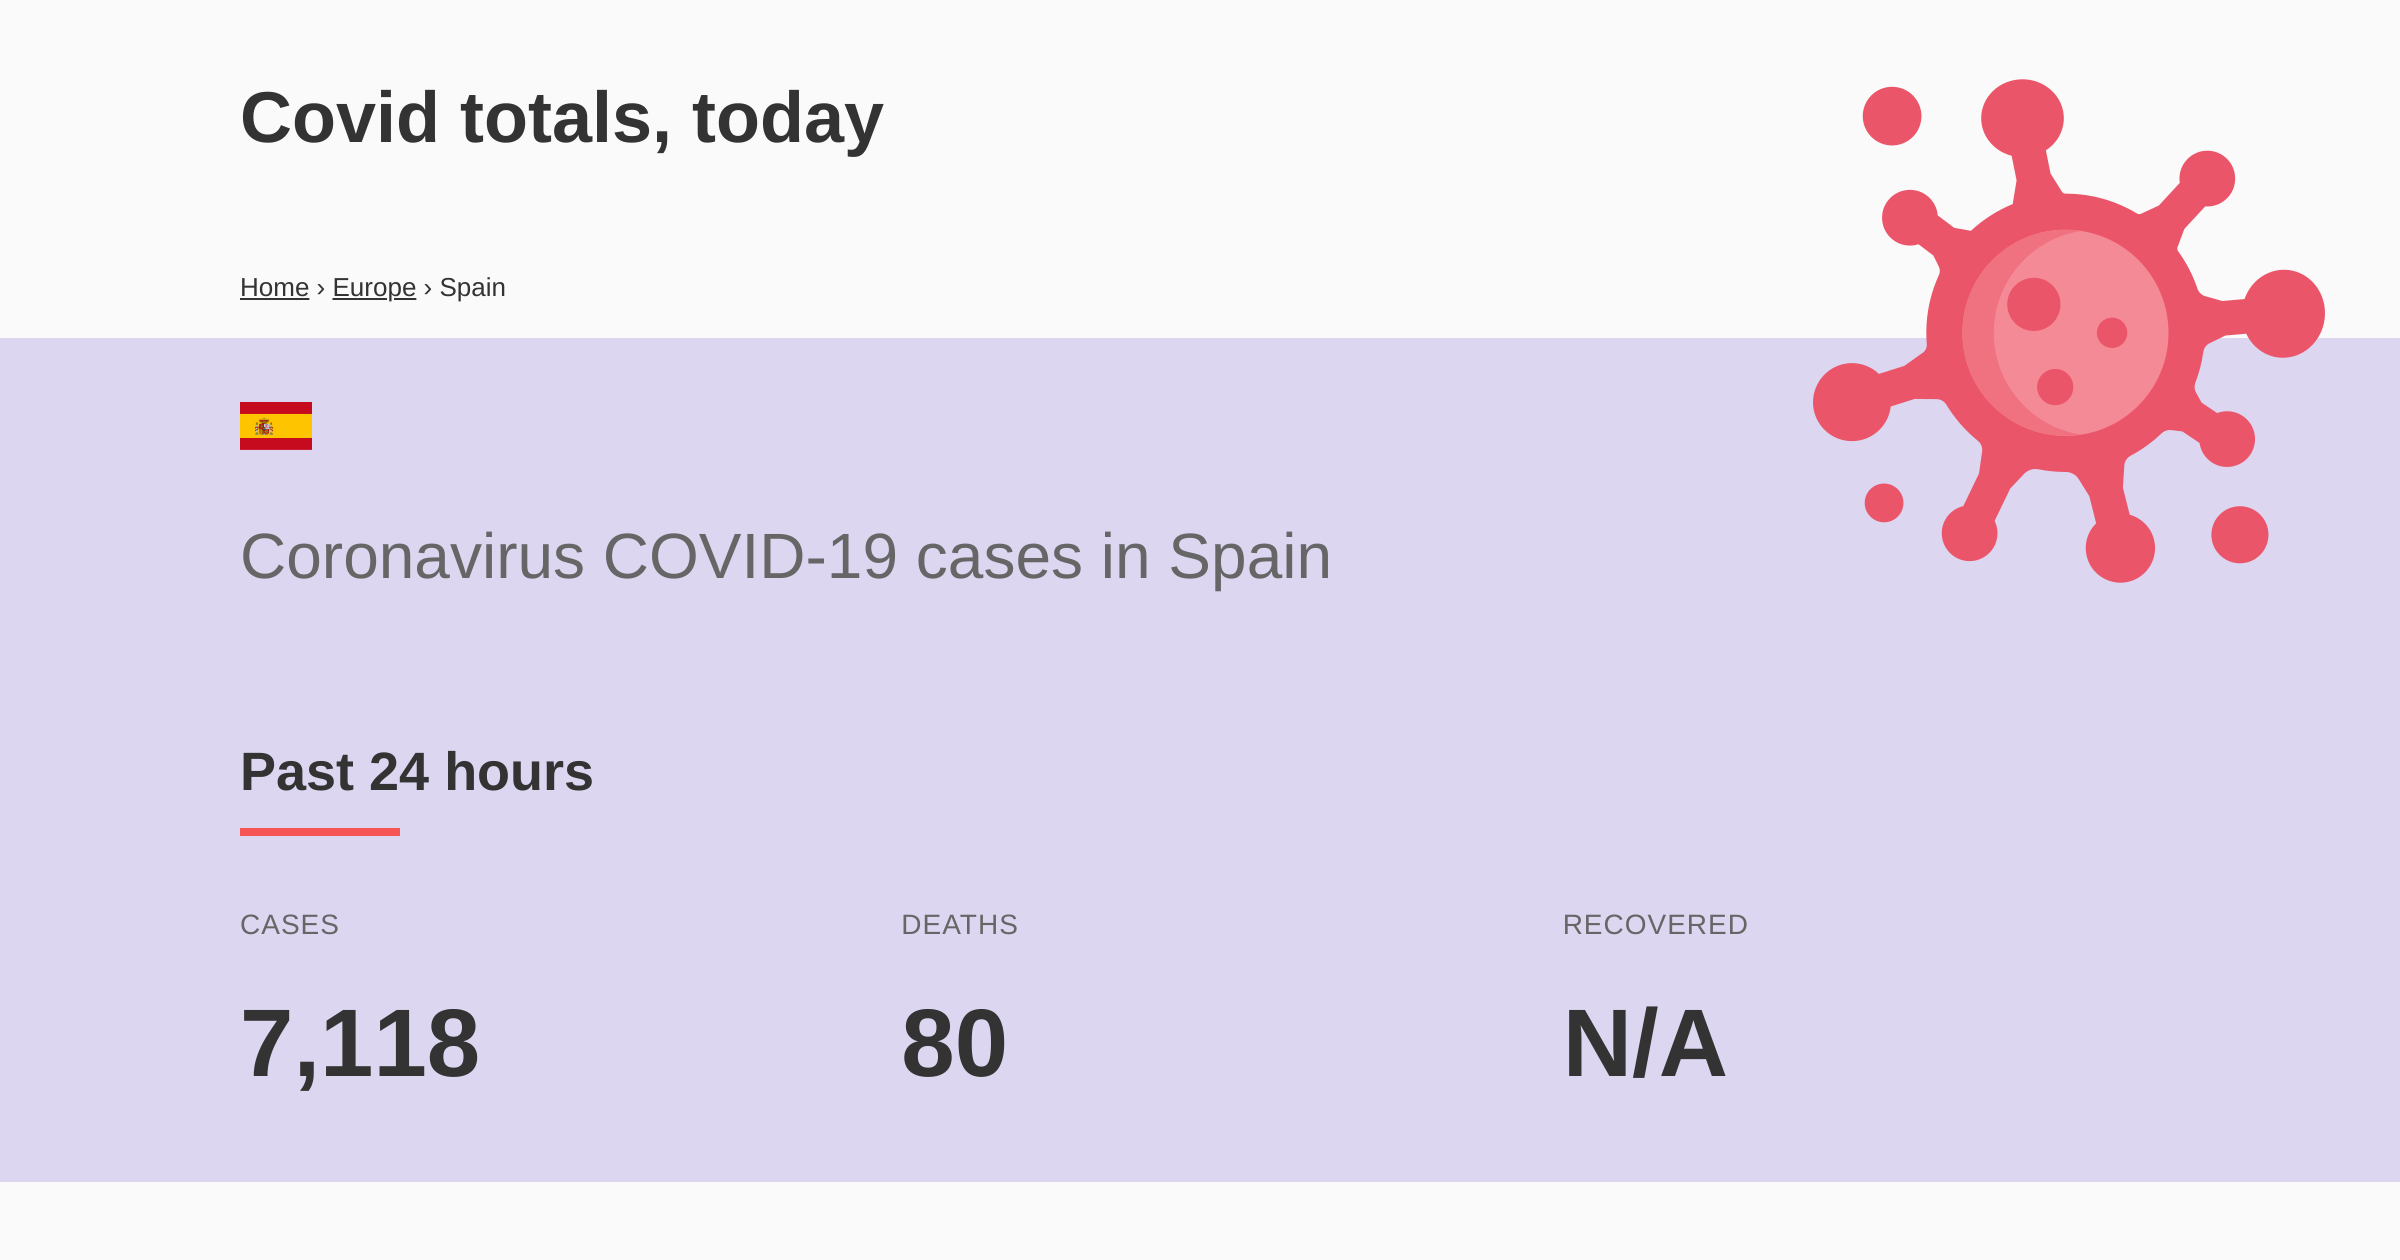 Covid totals, today
Home › Europe › Spain
Coronavirus COVID-19 cases in Spain
Past 24 hours
CASES DEATHS RECOVERED
7,118 80 N/A